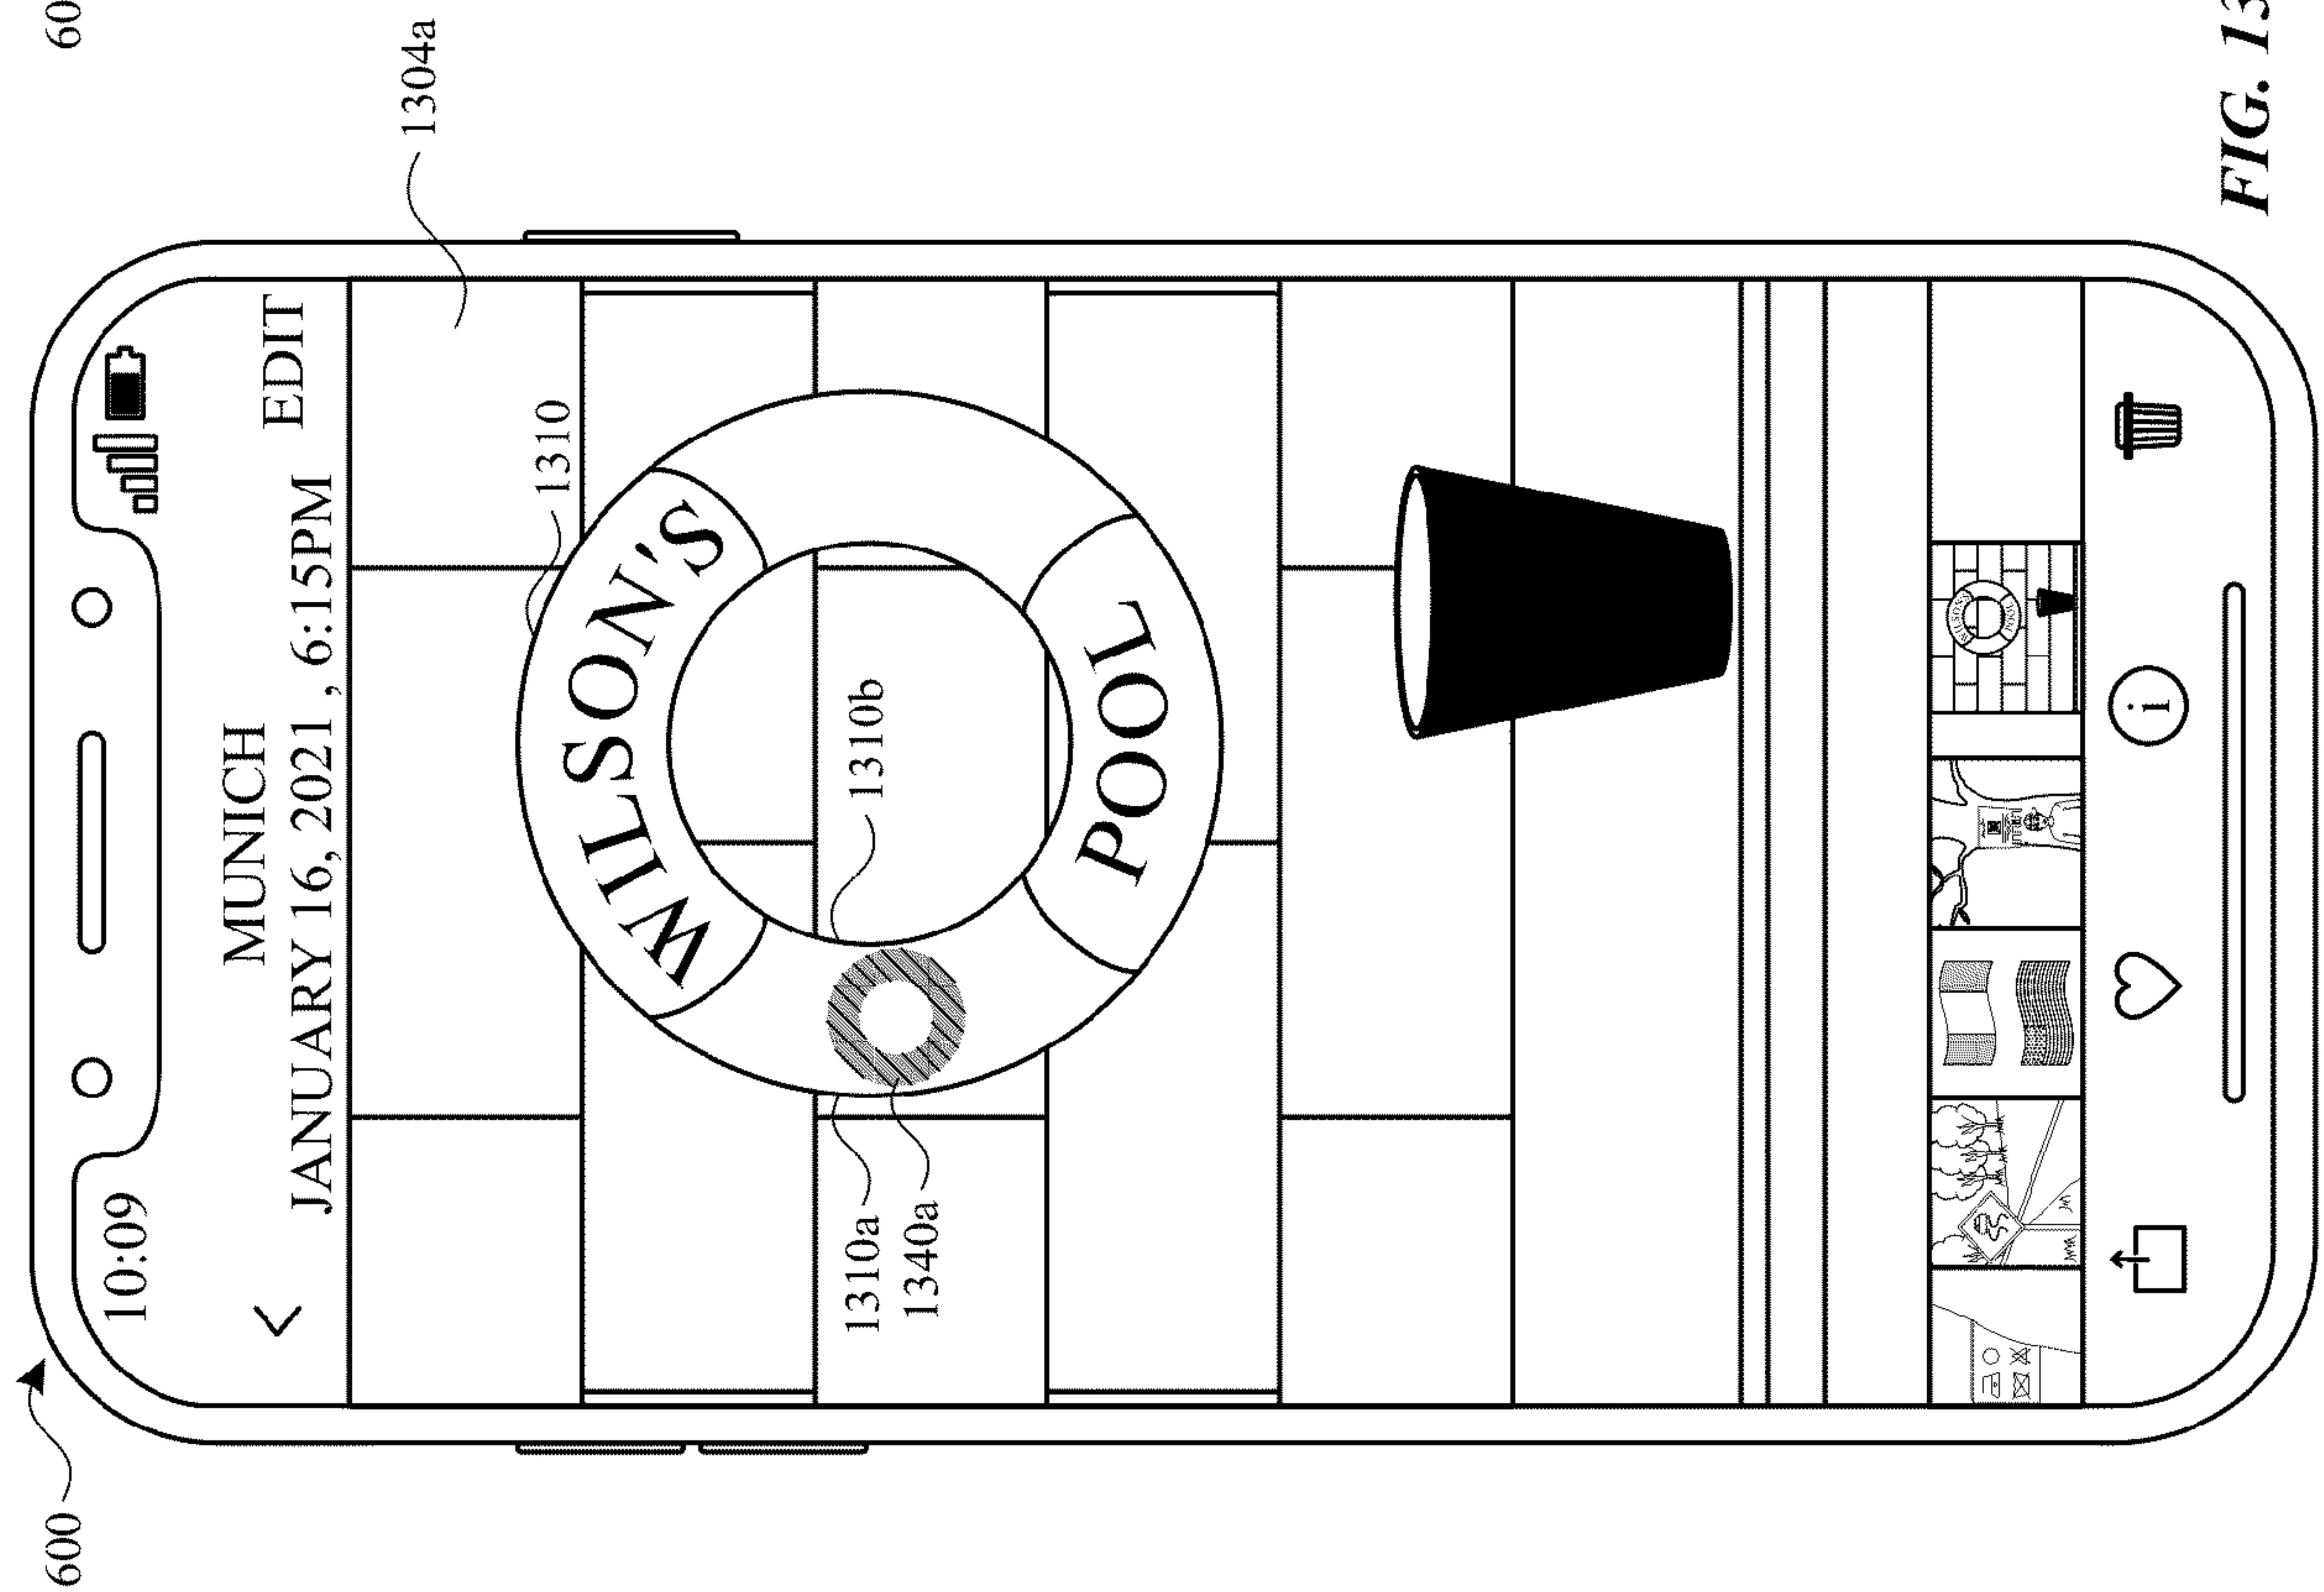 60
600
10:09
MUNICH
JANUARY 16, 2021 , 6:15PM
EDIT
1304a
1310
WILSON'S
1310b
1310a
1340a
POOL
i
FIG. 13